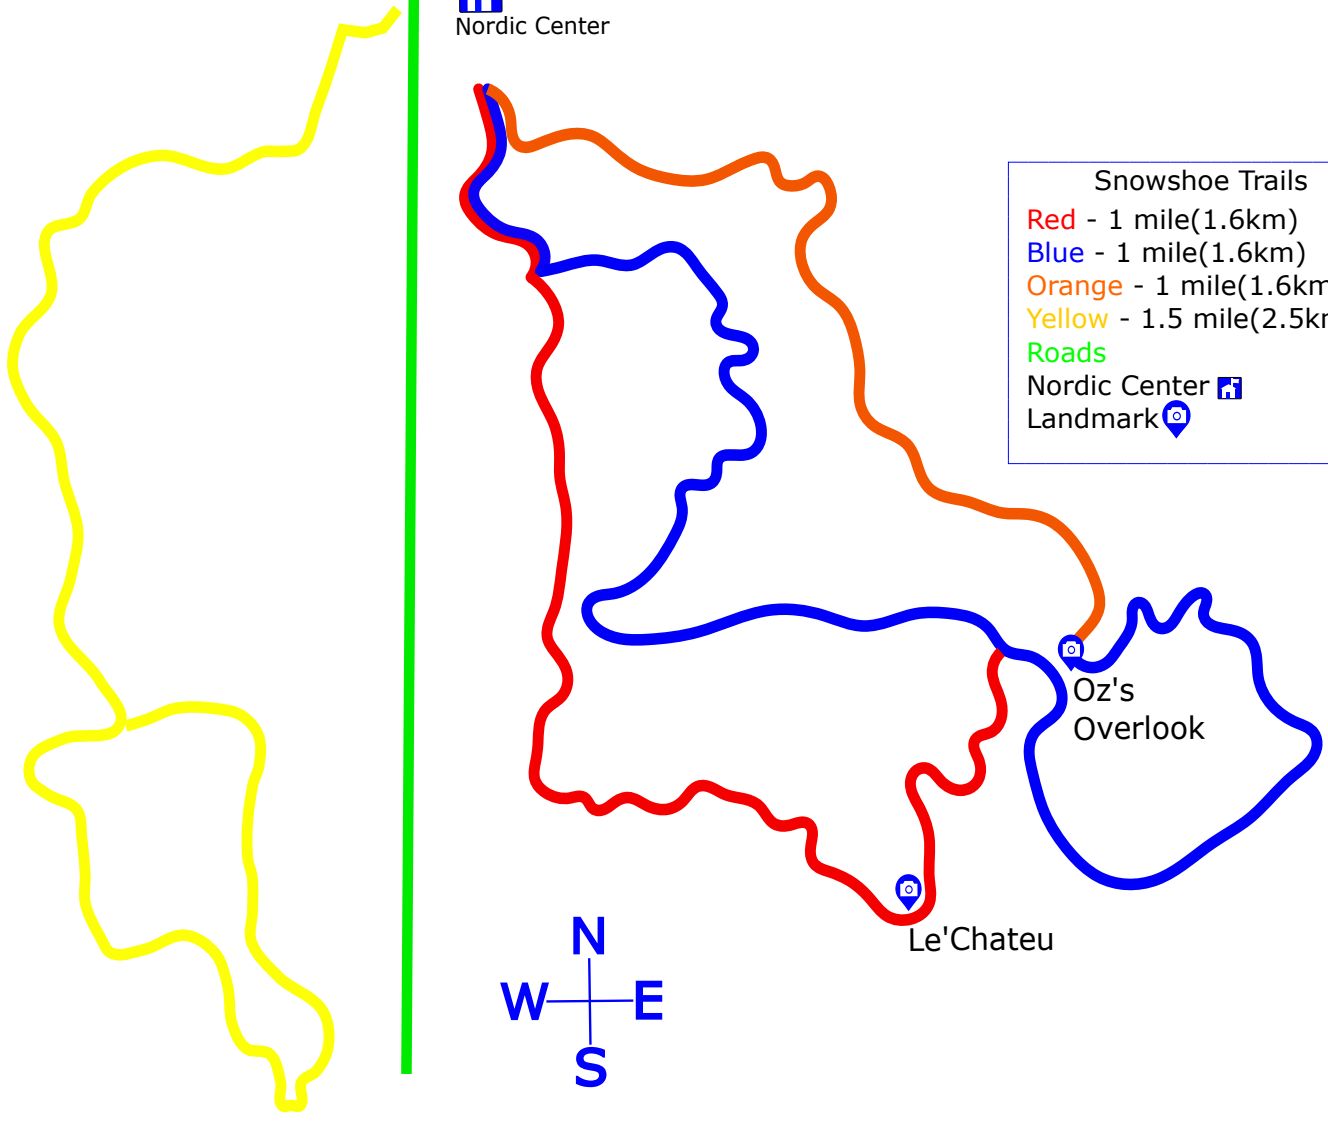 Nordic Center
Snowshoe Trails
Red - 1 mile(1.6km)
Blue - 1 mile(1.6km)
Orange - 1 mile(1.6km
Yellow - 1.5 mile(2.5k
Roads
Nordic Center
Landmark
Oz's
Overlook
Le'Chateu
N
W E
S